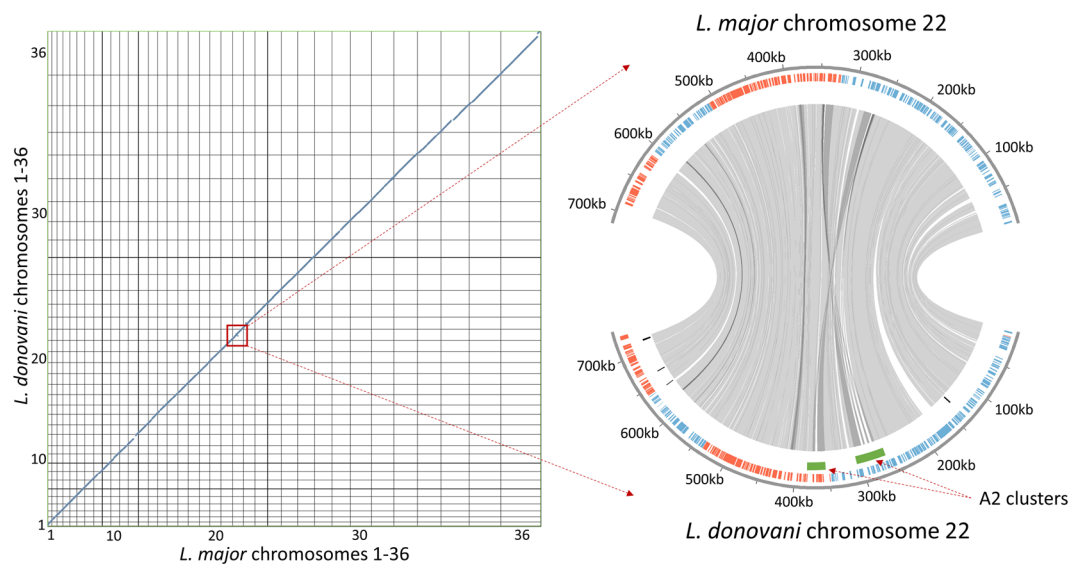 L. major chromosome 22
36
30
20
10
1
L. donovani chromosomes 1-36
1
10
20
30
36
L. major chromosomes 1-36
700kb
600kb
500kb
400kb
300kb
200kb
100kb
700kb
600kb
500kb
400kb
300kb
200kb
100kb
A2 clusters
L. donovani chromosome 22